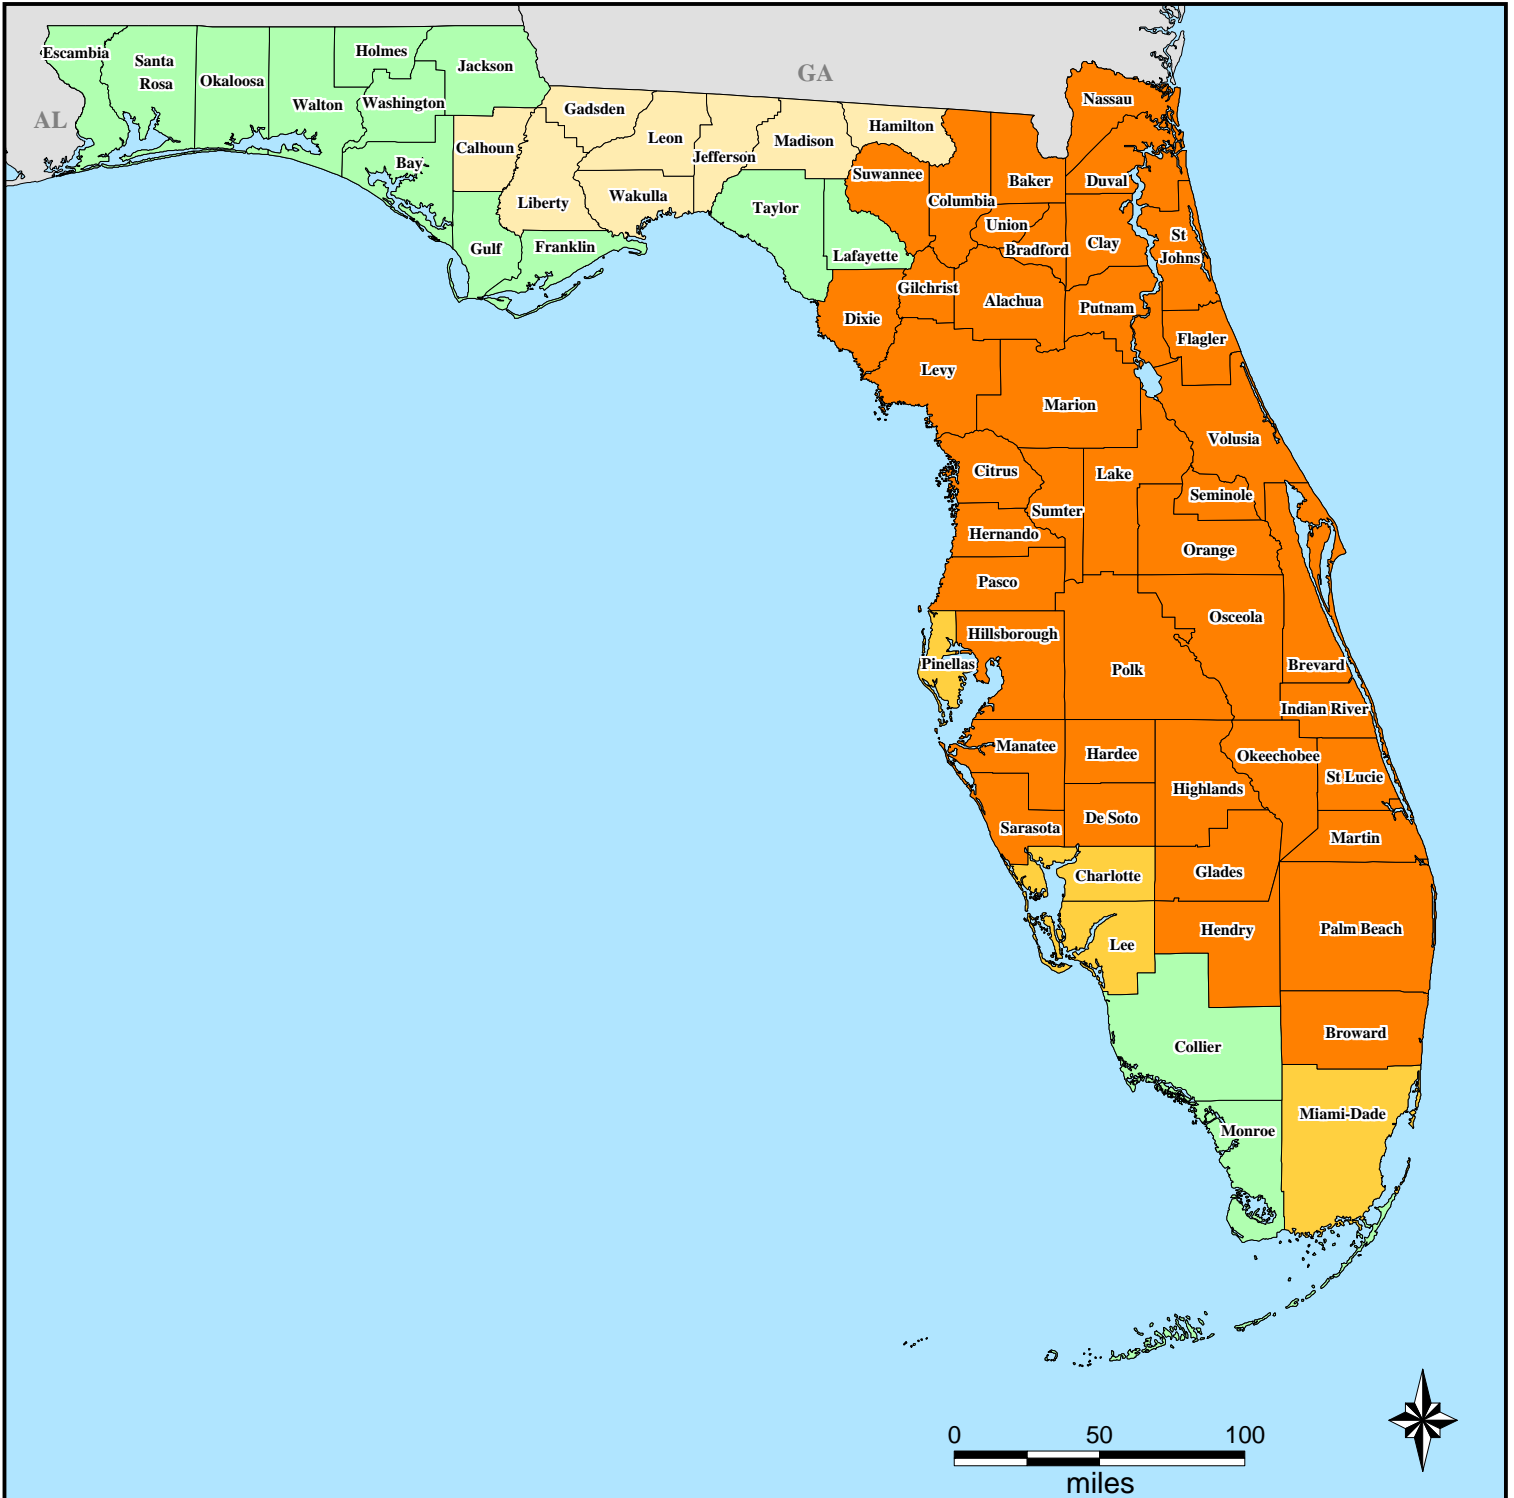 Escambia
Santa
Rosa
Okaloosa
Walton
Holmes
Washington
Jackson
Bay
Calhoun
Gulf
Gadsden
Liberty
Franklin
Leon
Wakulla
Jefferson
Madison
Taylor
Hamilton
Suwannee
Lafayette
Columbia
Baker
Nassau
Duval
Union
Bradford
Clay
St
Johns
Gilchrist
Dixie
Alachua
Putnam
Flagler
Levy
Marion
Volusia
Citrus
Sumter
Lake
Seminole
Hernando
Orange
Pasco
Osceola
Hillsborough
Pinellas
Polk
Brevard
Indian River
Manatee
Hardee
Okeechobee
St Lucie
Highlands
Sarasota
De Soto
Martin
Charlotte
Glades
Lee
Hendry
Palm Beach
Collier
Broward
Miami-Dade
Monroe
AL
GA
0 50 100
miles